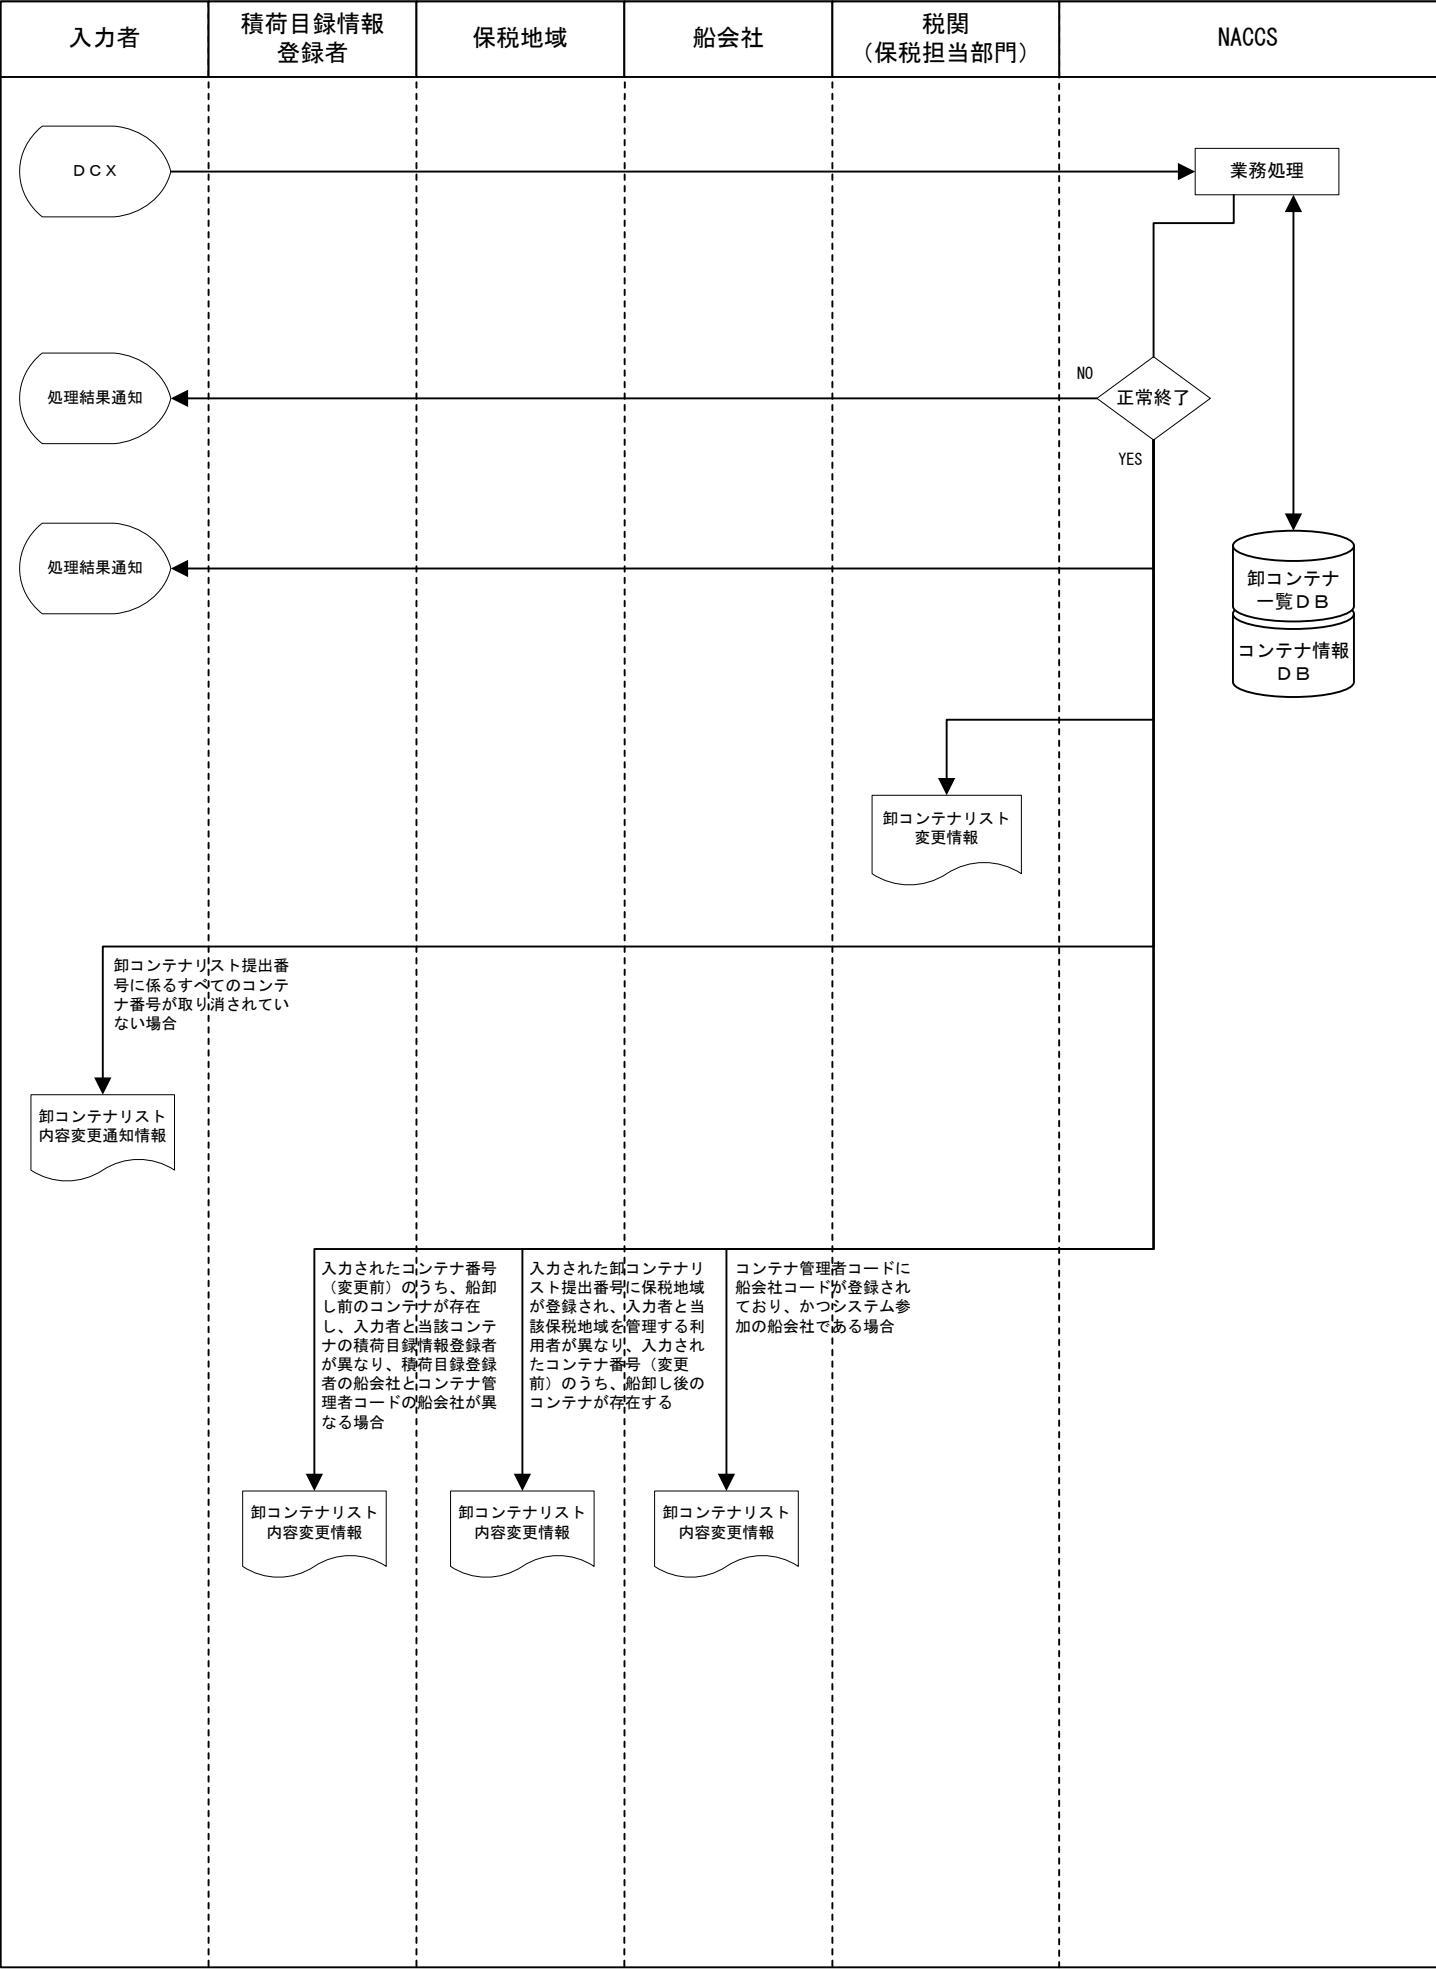 入力者
積荷目録情報
登録者
保税地域
船会社
税関
（保税担当部門）
NACCS
ＤＣＸ
業務処理
処理結果通知
NO
正常終了
YES
処理結果通知
卸コンテナ
一覧ＤＢ
コンテナ情報
ＤＢ
卸コンテナリスト
変更情報
卸コンテナリスト提出番
号に係るすべてのコンテ
ナ番号が取り消されてい
ない場合
卸コンテナリスト
内容変更通知情報
入力されたコンテナ番号
（変更前）のうち、船卸
し前のコンテナが存在
し、入力者と当該コンテ
ナの積荷目録情報登録者
が異なり、積荷目録登録
者の船会社とコンテナ管
理者コードの船会社が異
なる場合
入力された卸コンテナリ
スト提出番号に保税地域
が登録され、入力者と当
該保税地域を管理する利
用者が異なり、入力され
たコンテナ番号（変更
前）のうち、船卸し後の
コンテナが存在する
コンテナ管理者コードに
船会社コードが登録され
ており、かつシステム参
加の船会社である場合
卸コンテナリスト
内容変更情報
卸コンテナリスト
内容変更情報
卸コンテナリスト
内容変更情報